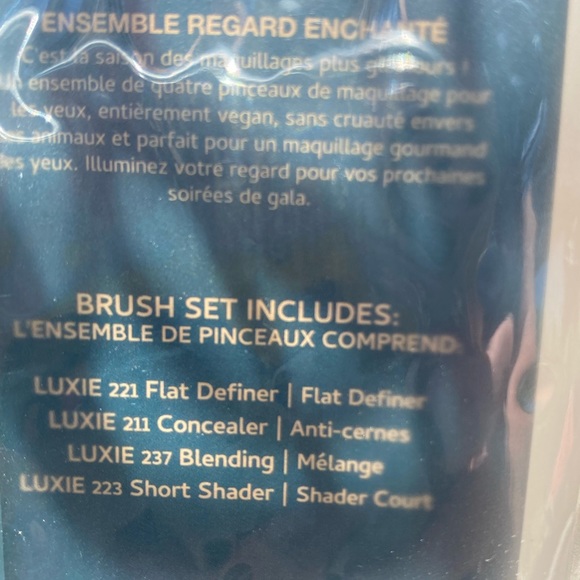 ENSEMBLE REGARD ENCHANTÉ
C'est la saison des maquillages plus
Un ensemble de quatre pinceaux de maquillage pour
les yeux, entièrement vegan, sans cruauté envers
animaux et parfait pour un maquillage gourmand
des yeux. Illuminez votre regard pour vos prochaines
soirées de gala.
BRUSH SET INCLUDES:
L'ENSEMBLE DE PINCEAUX COMPREND:
LUXIE 221 Flat Definer | Flat Definer
LUXIE 211 Concealer | Anti-cernes
LUXIE 237 Blending | Mélange
LUXIE 223 Short Shader | Shader Court